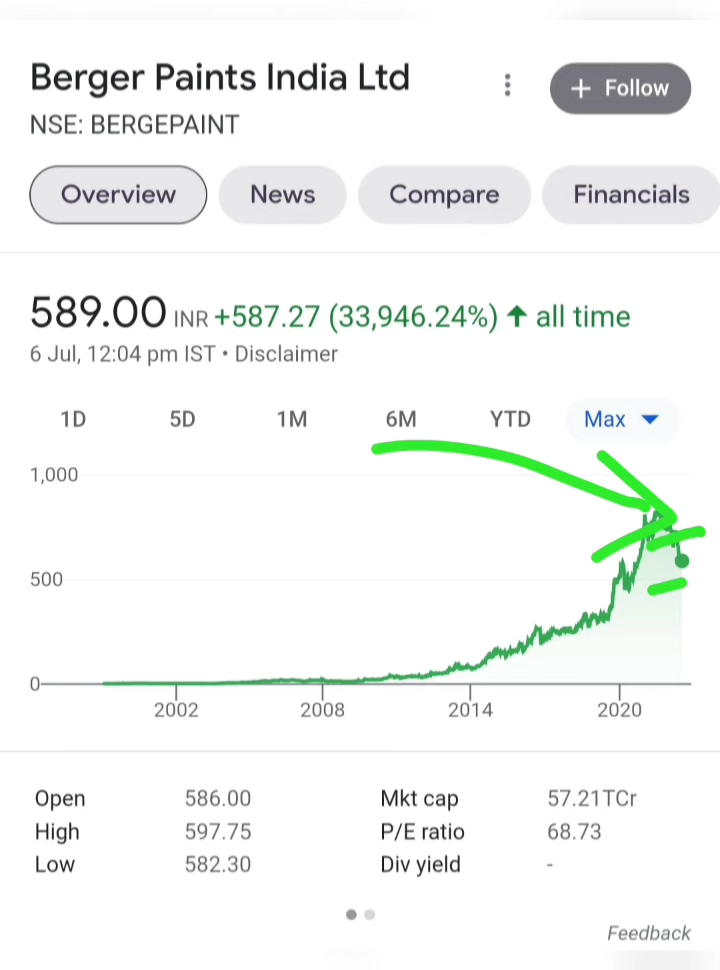 Berger Paints India Ltd
+ Follow
NSE: BERGEPAINT
Overview
News
Compare
Financials
589.00 INR +587.27 (33,946.24%) ↑ all time
6 Jul, 12:04 pm IST • Disclaimer
1D 5D 1M 6M YTD Max
1,000
500
0
2002 2008 2014 2020
Open 586.00 Mkt cap 57.21TCr
High 597.75 P/E ratio 68.73
Low 582.30 Div yield -
Feedback